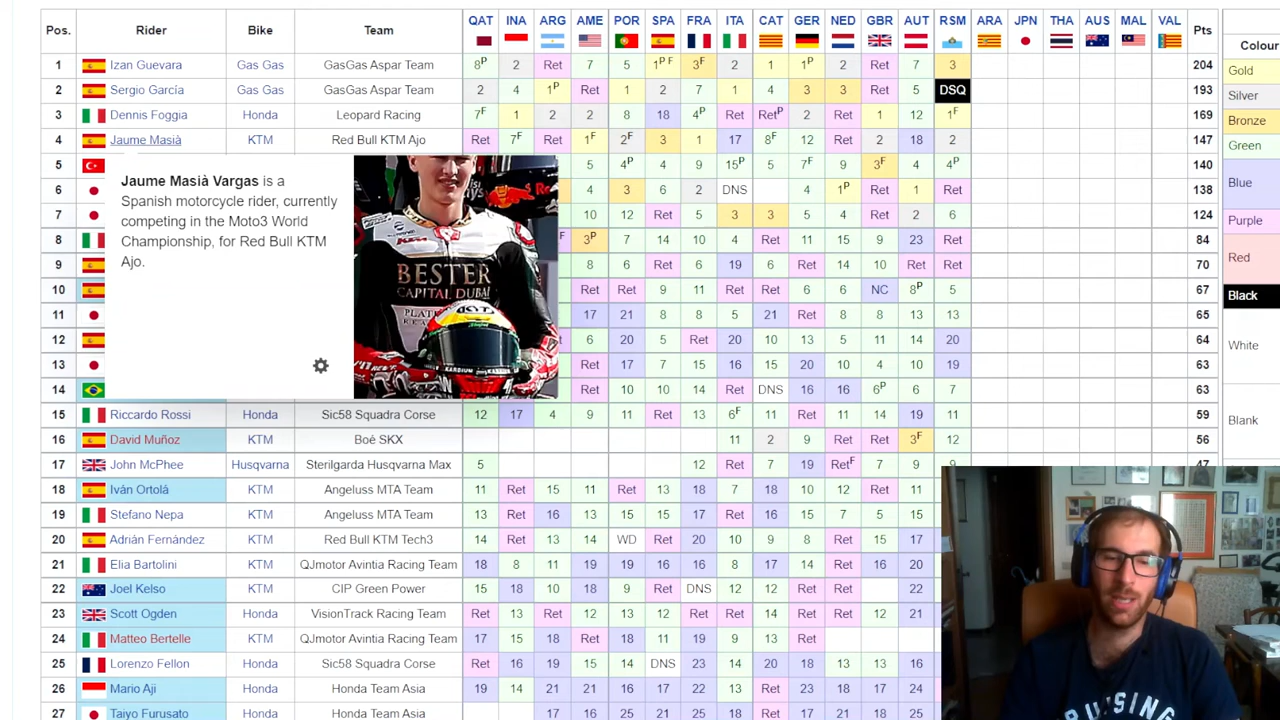 Pos. Rider Bike Team QAT INA ARG AME POR SPA FRA ITA CAT GER NED GBR AUT RSM ARA JPN THA AUS MAL VAL Pts
Colour
1 Izan Guevara Gas Gas GasGas Aspar Team 8P 2 Ret 7 5 1P F 3F 2 1 1P 2 Ret 7 3 204
Gold
2 Sergio García Gas Gas GasGas Aspar Team 2 4 1P Ret 1 2 7 1 4 3 3 Ret 5 DSQ 193
Silver
3 Dennis Foggia Honda Leopard Racing 7F 1 2 2 8 18 4P Ret RetP 2 Ret 1 12 1F 169
Bronze
4 Jaume Masià KTM Red Bull KTM Ajo Ret 7F Ret 1F 2F 3 1 17 8F 12 Ret 2 18 2 147
Green
5 5 4P 4 9 15P 5 7F 9 3F 4 4P 140
Blue
6 4 3 6 2 DNS 1P Ret 1 Ret 138
7 10 12 Ret 5 3 3 5 4 Ret 2 6 124
Purple
8 F 3P 7 14 10 4 Ret 11 15 9 23 Ret 84
Red
9 8 6 Ret 6 19 6 Ret 14 10 Ret Ret 70
10 Ret Ret 9 11 Ret Ret 6 6 NC 8P 5 67
Black
11 17 21 8 8 5 21 Ret 8 8 13 13 65
12 6 20 5 Ret 20 10 13 5 11 14 20 64
White
13 Ret 17 11 15 16 15 20 10 4 10 19 63
14 Ret 10 10 14 Ret DNS 16 16 6P 6 7 63
Jaume Masià Vargas is a
Spanish motorcycle rider, currently
competing in the Moto3 World
Championship, for Red Bull KTM
Ajo.
BESTER
CAPITAL DUBAI
15 Riccardo Rossi Honda Sic58 Squadra Corse 12 17 4 9 11 Ret 13 6F 11 Ret 11 14 19 11 59
Blank
16 David Muñoz KTM Boé SKX 11 2 9 Ret Ret 3F 12 56
17 John McPhee Husqvarna Sterilgarda Husqvarna Max 5 12 Ret 7 19 RetF 7 9 9 47
18 Iván Ortolá KTM Angeluss MTA Team 11 Ret 15 11 Ret 13 18 7 18 10 12 Ret 11
19 Stefano Nepa KTM Angeluss MTA Team 13 Ret 16 13 15 15 17 Ret 16 15 7 5 15
20 Adrián Fernández KTM Red Bull KTM Tech3 14 Ret 13 14 WD Ret 20 10 9 8 Ret 15 17
21 Elia Bartolini KTM QJmotor Avintia Racing Team 18 8 11 19 19 16 16 8 17 14 Ret 16 20
22 Joel Kelso KTM CIP Green Power 15 18 10 18 9 Ret DNS 12 12 Ret Ret 22
23 Scott Ogden Honda VisionTrack Racing Team Ret 13 Ret 12 13 12 Ret Ret 14 Ret Ret 12 21
24 Matteo Bertelle KTM QJmotor Avintia Racing Team 17 15 18 Ret 18 11 19 9 13 Ret
25 Lorenzo Fellon Honda Sic58 Squadra Corse Ret 16 19 15 14 DNS 23 14 20 18 13 13 16
26 Mario Aji Honda Honda Team Asia 19 14 21 21 16 17 22 13 Ret 23 18 17 24
27 Taiyo Furusato Honda Honda Team Asia 17 16 25 21 21 18 Ret 17 21 18 25